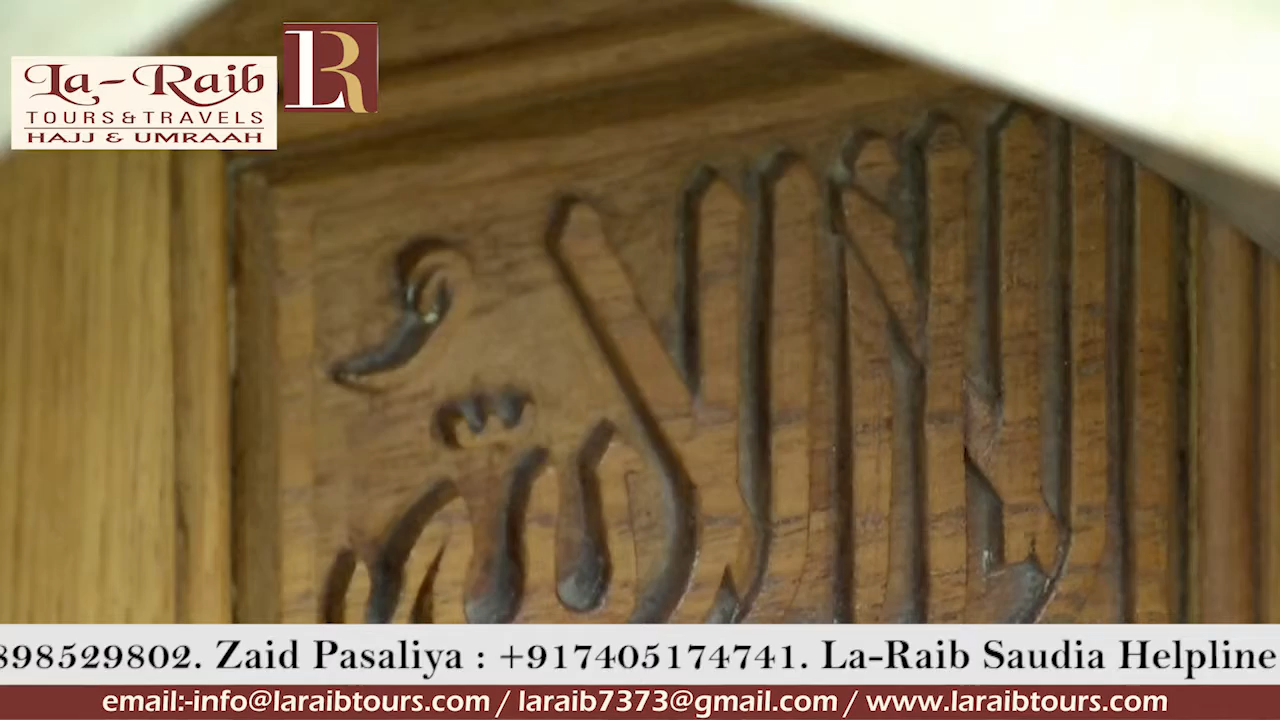 La-Raib
TOURS & TRAVELS
HAJJ & UMRAAH
LR
898529802. Zaid Pasaliya : +917405174741. La-Raib Saudia Helpline
email:-info@laraibtours.com / laraib7373@gmail.com / www.laraibtours.com